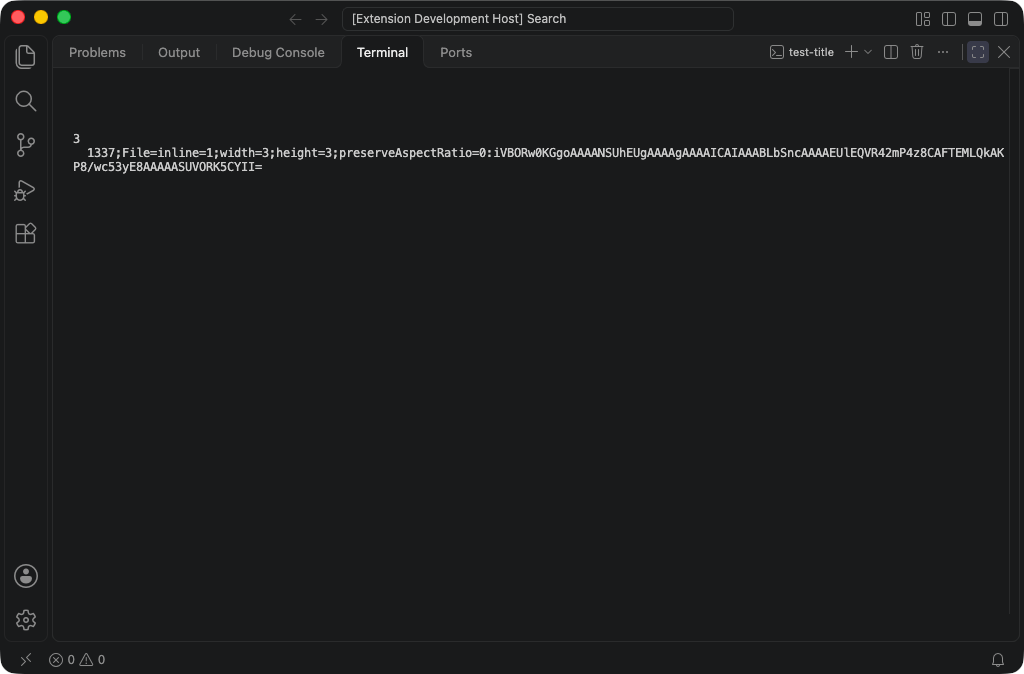 [Extension Development Host] Search
Problems
Output
Debug Console
Terminal
Ports
test-title
3
1337;File=inline=1;width=3;height=3;preserveAspectRatio=0:iVBORw0KGgoAAAANSUhEUgAAAAgAAAAICAIAAABLbSncAAAAEUlEQVR42mP4z8CAFTEMLQkAK
P8/wc53yE8AAAAASUVORK5CYII=
0
0